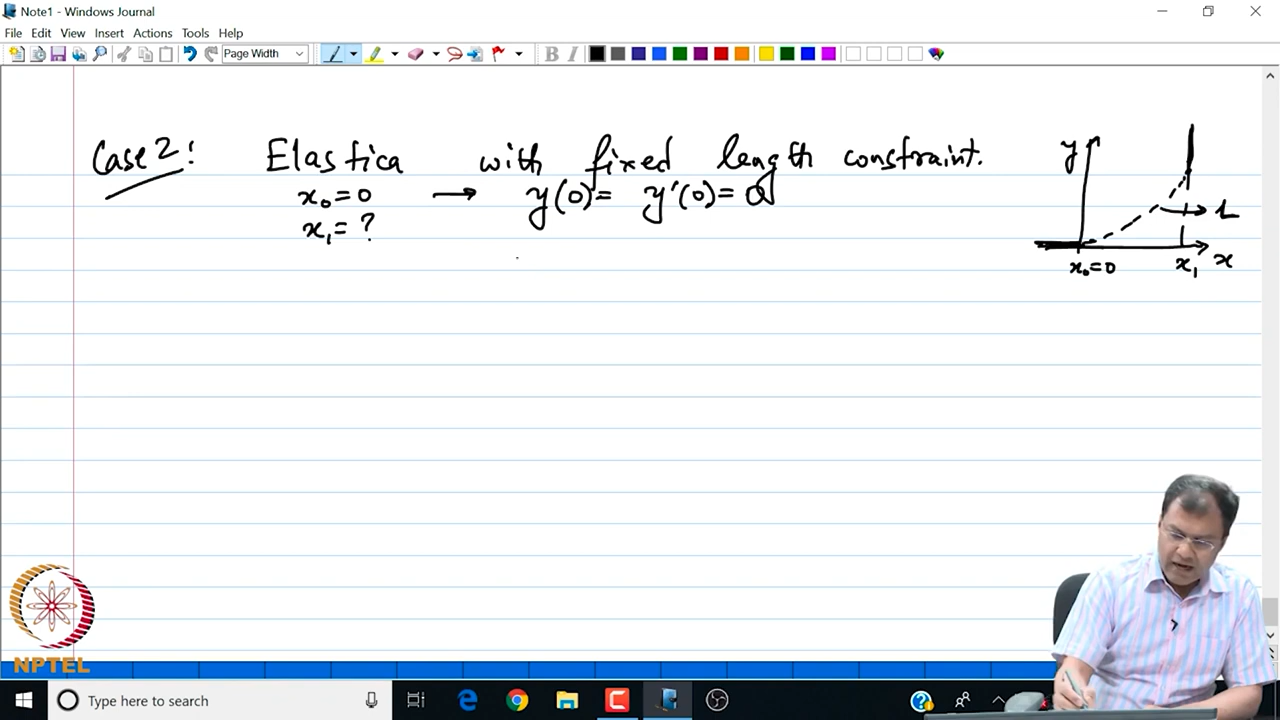 Note1 - Windows Journal
File Edit View Insert Actions Tools Help
Page Width
B I
Case 2: Elastica with fixed length constraint.
x₀=0 → y(0)= y'(0)=0
x₁=?
y
L
x₀=0 x₁ x
NPTEL
Type here to search